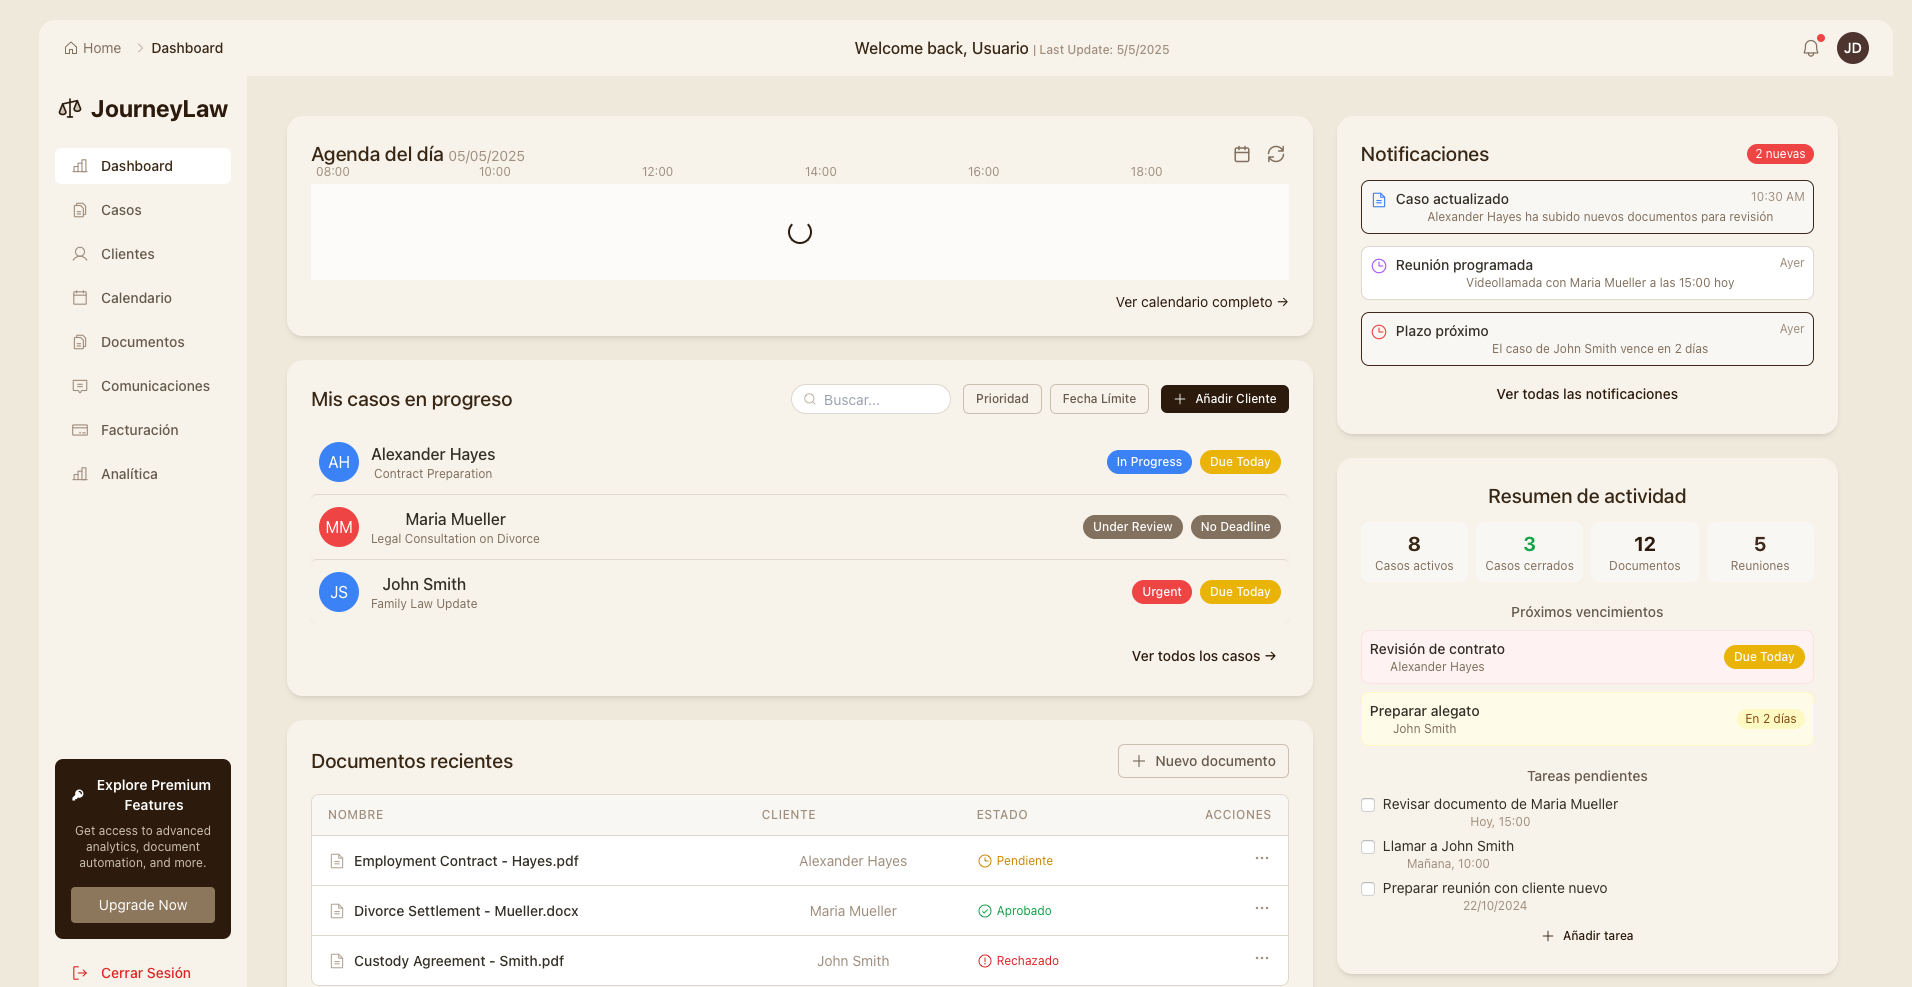 Home > Dashboard
Welcome back, Usuario | Last Update: 5/5/2025
JD
JourneyLaw
Dashboard
Casos
Clientes
Calendario
Documentos
Comunicaciones
Facturación
Analítica
Explore Premium
Features
Get access to advanced
analytics, document
automation, and more.
Upgrade Now
Cerrar Sesión
Agenda del día 05/05/2025
08:00 10:00 12:00 14:00 16:00 18:00
Ver calendario completo →
Mis casos en progreso
Buscar...
Prioridad
Fecha Límite
+ Añadir Cliente
AH
Alexander Hayes
Contract Preparation
In Progress
Due Today
MM
Maria Mueller
Legal Consultation on Divorce
Under Review
No Deadline
JS
John Smith
Family Law Update
Urgent
Due Today
Ver todos los casos →
Documentos recientes
+ Nuevo documento
NOMBRE CLIENTE ESTADO ACCIONES
Employment Contract - Hayes.pdf Alexander Hayes Pendiente ...
Divorce Settlement - Mueller.docx Maria Mueller Aprobado ...
Custody Agreement - Smith.pdf John Smith Rechazado ...
Notificaciones
2 nuevas
Caso actualizado 10:30 AM
Alexander Hayes ha subido nuevos documentos para revisión
Reunión programada Ayer
Videollamada con Maria Mueller a las 15:00 hoy
Plazo próximo Ayer
El caso de John Smith vence en 2 días
Ver todas las notificaciones
Resumen de actividad
8 3 12 5
Casos activos Casos cerrados Documentos Reuniones
Próximos vencimientos
Revisión de contrato
Alexander Hayes
Due Today
Preparar alegato
John Smith
En 2 días
Tareas pendientes
Revisar documento de Maria Mueller
Hoy, 15:00
Llamar a John Smith
Mañana, 10:00
Preparar reunión con cliente nuevo
22/10/2024
+ Añadir tarea